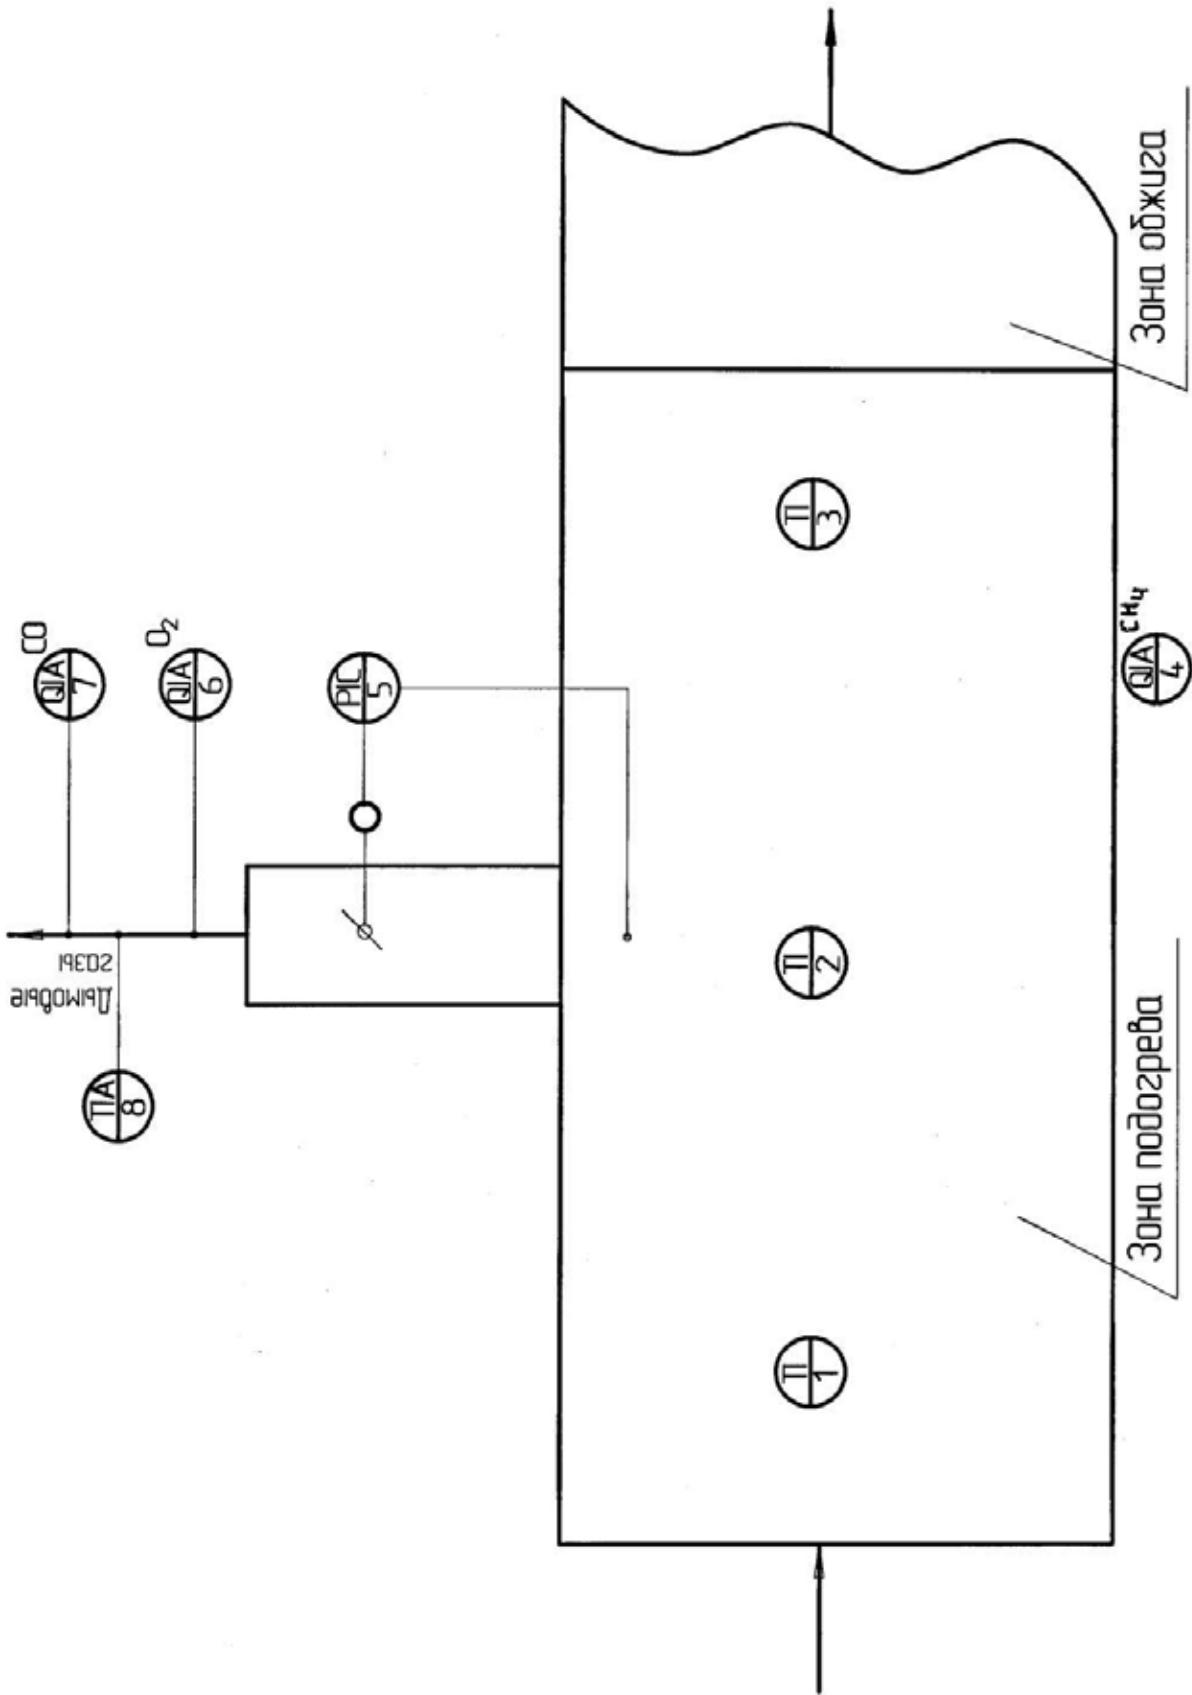 CO
QIA
7
O₂
QIA
6
PIC
5
Дымовые
газы
TIA
8
TI
1
TI
2
TI
3
CH₄
QIA
4
Зона подогрева
Зона обжига